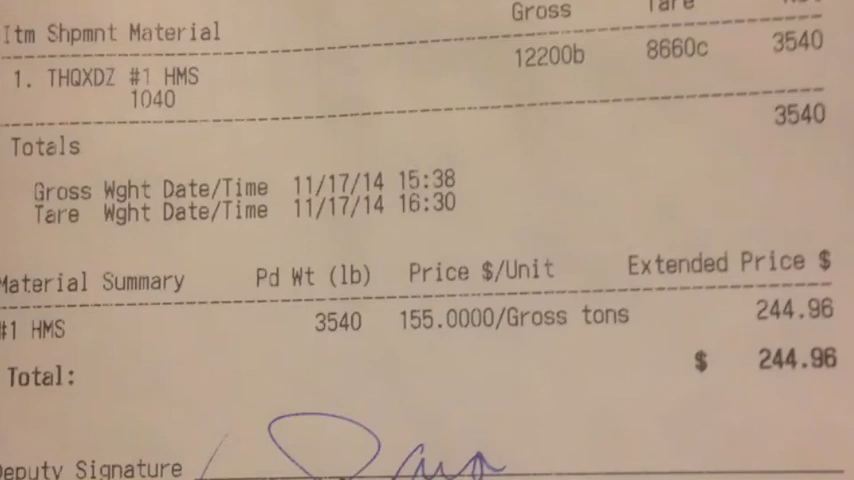 Gross Tare
Itm Shpmnt Material
12200b 8660c 3540
1. THQXDZ #1 HMS
1040
3540
Totals
Gross Wght Date/Time 11/17/14 15:38
Tare Wght Date/Time 11/17/14 16:30
Material Summary Pd Wt (lb) Price $/Unit Extended Price $
#1 HMS 3540 155.0000/Gross tons 244.96
Total: $ 244.96
Deputy Signature